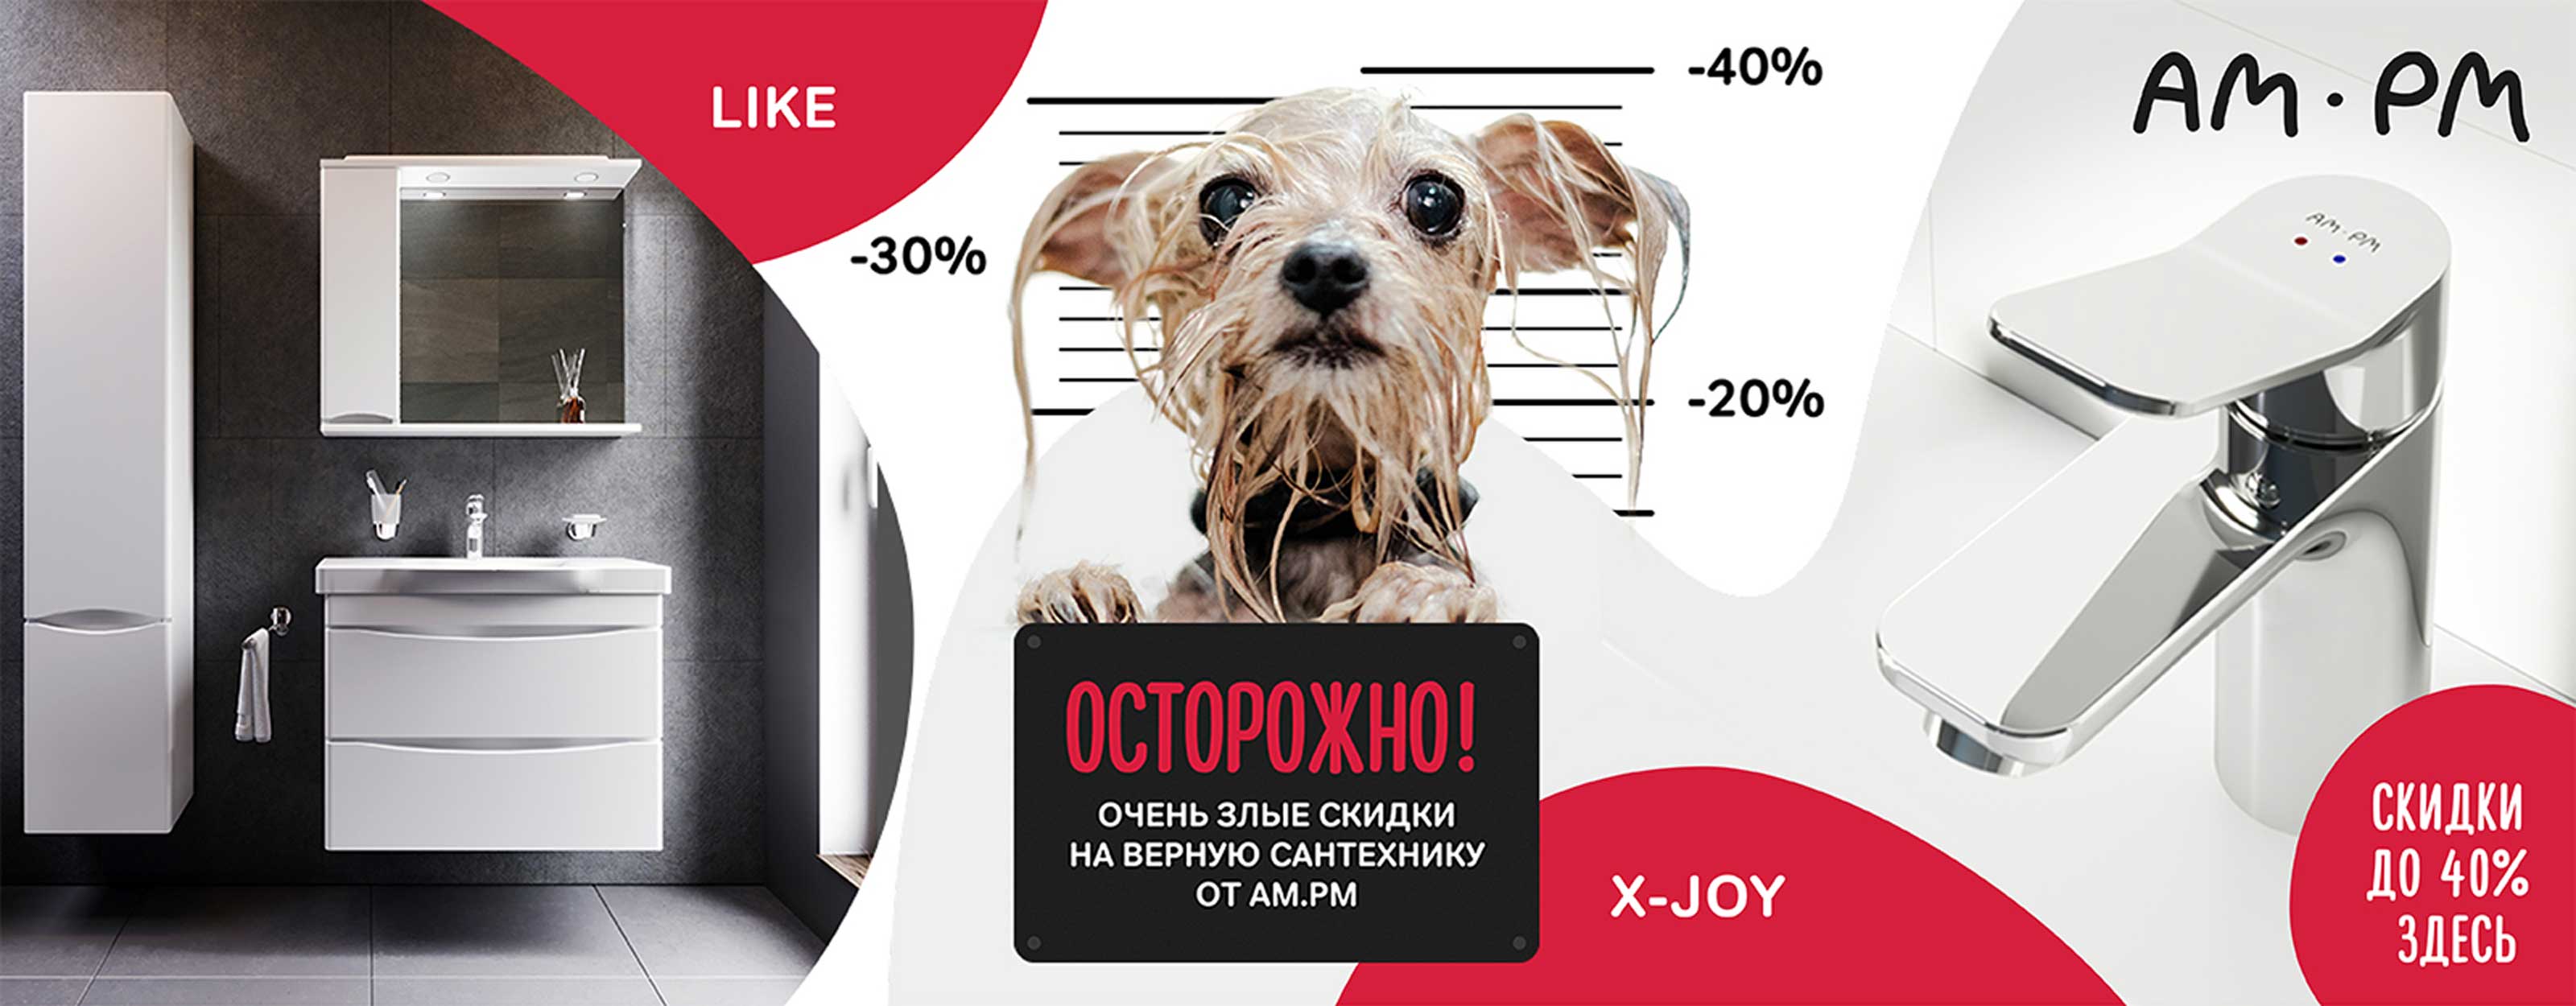 LIKE
-30%
-40%
-20%
AM·PM
AM·PM
ОСТОРОЖНО!
ОЧЕНЬ ЗЛЫЕ СКИДКИ
НА ВЕРНУЮ САНТЕХНИКУ
ОТ AM.PM
X-JOY
СКИДКИ
ДО 40%
ЗДЕСЬ